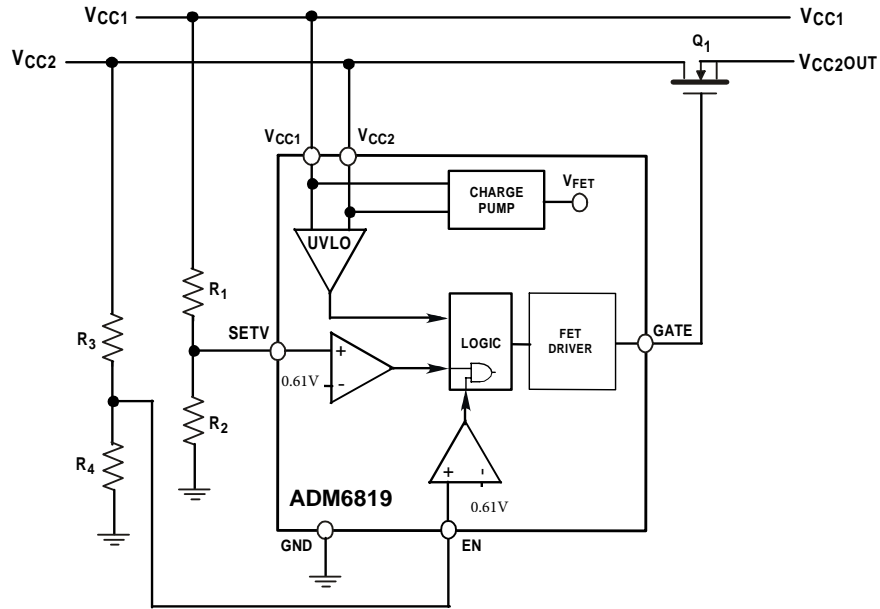 VCC1
VCC1
VCC2
Q1
VCC2OUT
VCC1
VCC2
CHARGE
PUMP
VFET
UVLO
R1
R3
SETV
+
0.61V
-
LOGIC
FET
DRIVER
GATE
R2
R4
+
-
0.61V
ADM6819
GND
EN